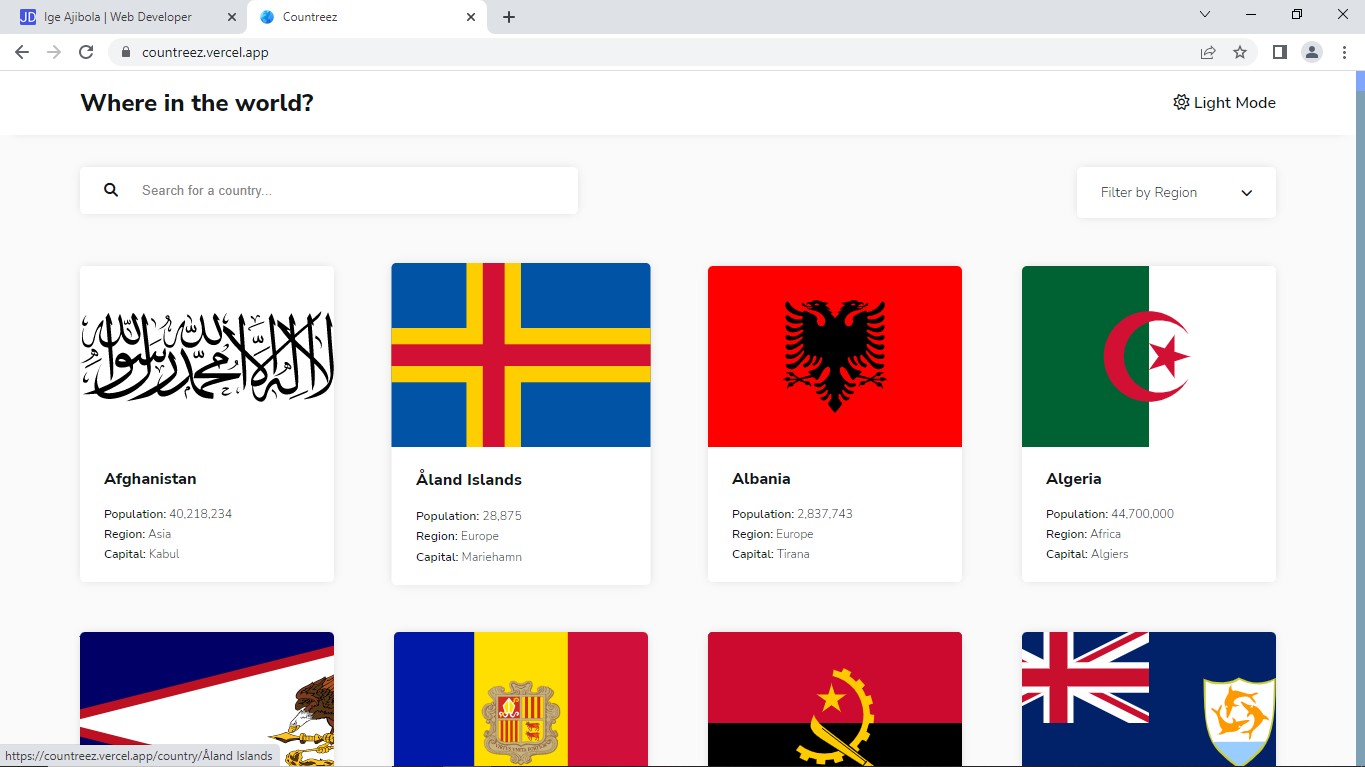 Ige Ajibola | Web Developer
Countreez
countreez.vercel.app
Where in the world?
Light Mode
Search for a country...
Filter by Region
لا إله إلا الله محمد رسول الله
Afghanistan
Population: 40,218,234
Region: Asia
Capital: Kabul
Åland Islands
Population: 28,875
Region: Europe
Capital: Mariehamn
Albania
Population: 2,837,743
Region: Europe
Capital: Tirana
Algeria
Population: 44,700,000
Region: Africa
Capital: Algiers
https://countreez.vercel.app/country/Åland Islands